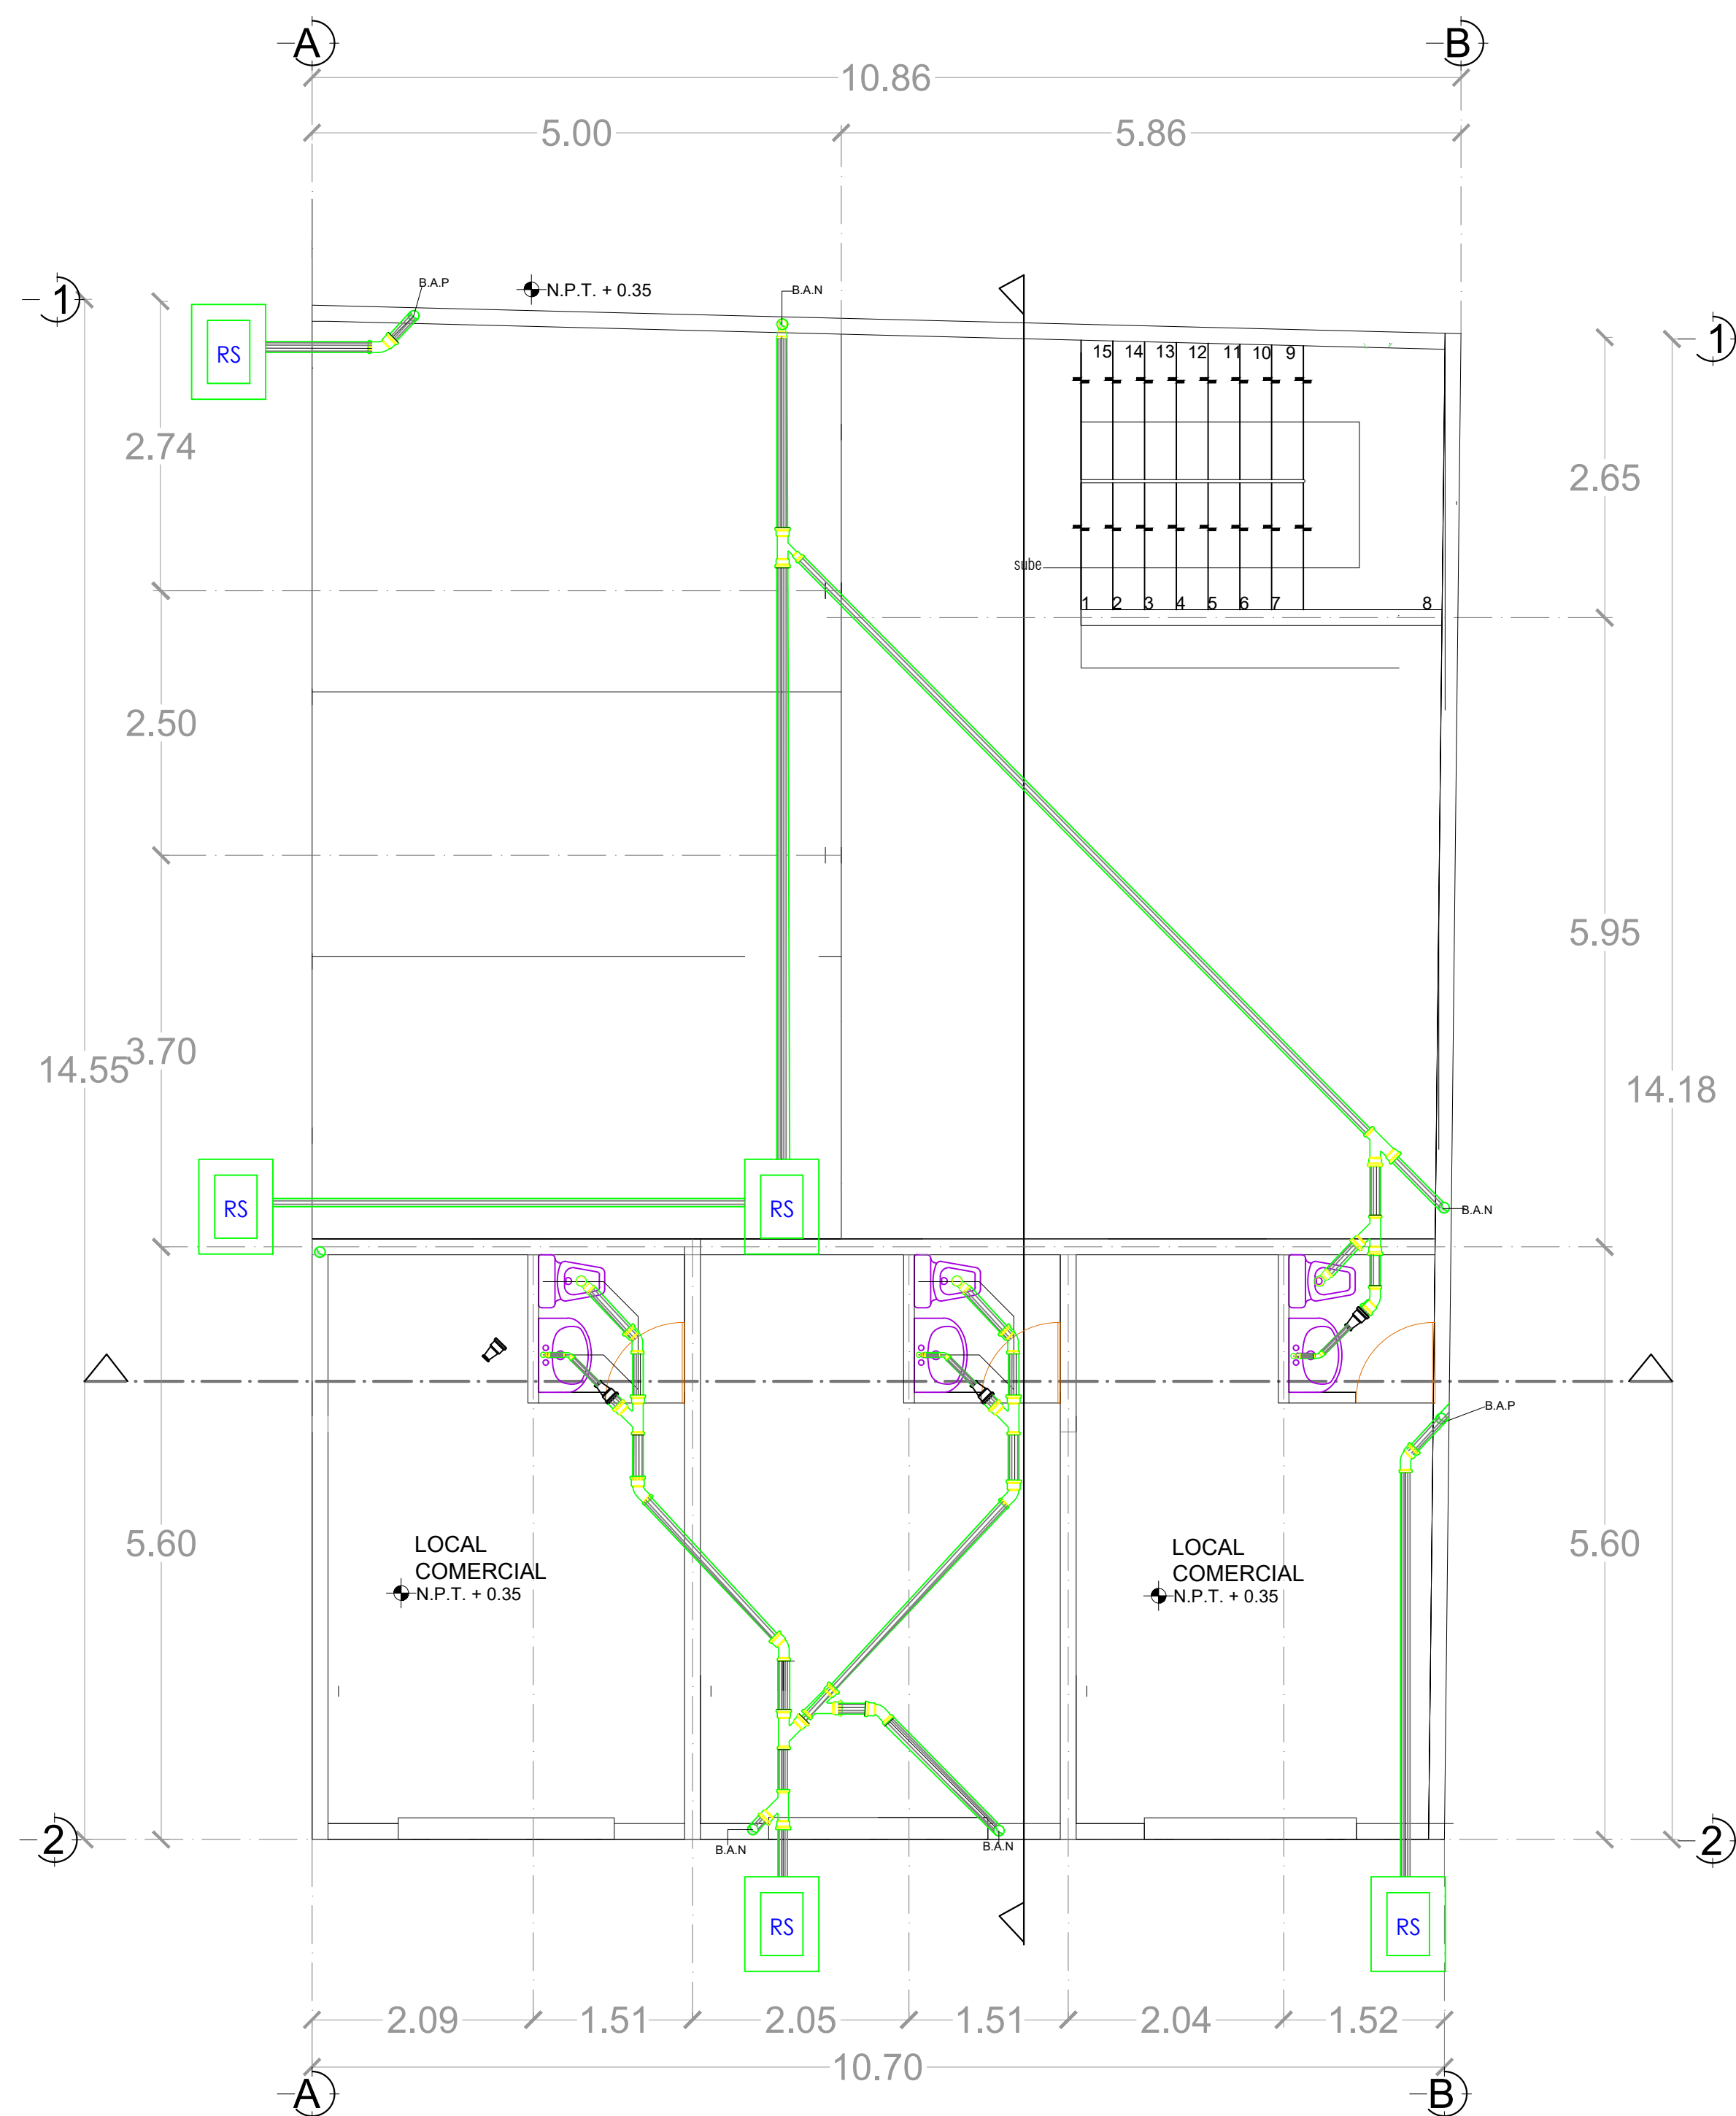 A
B
10.86
5.00
5.86
1
B.A.P
N.P.T. + 0.35
B.A.N
1
RS
15 14 13 12 11 10 9
2.74
2.65
sube
1 2 3 4 5 6 7 8
2.50
5.95
3.70
14.55
14.18
RS
RS
B.A.N
B.A.P
5.60
LOCAL
COMERCIAL
N.P.T. + 0.35
LOCAL
COMERCIAL
N.P.T. + 0.35
5.60
2
B.A.N
B.A.N
2
RS
RS
2.09
1.51
2.05
1.51
2.04
1.52
10.70
A
B